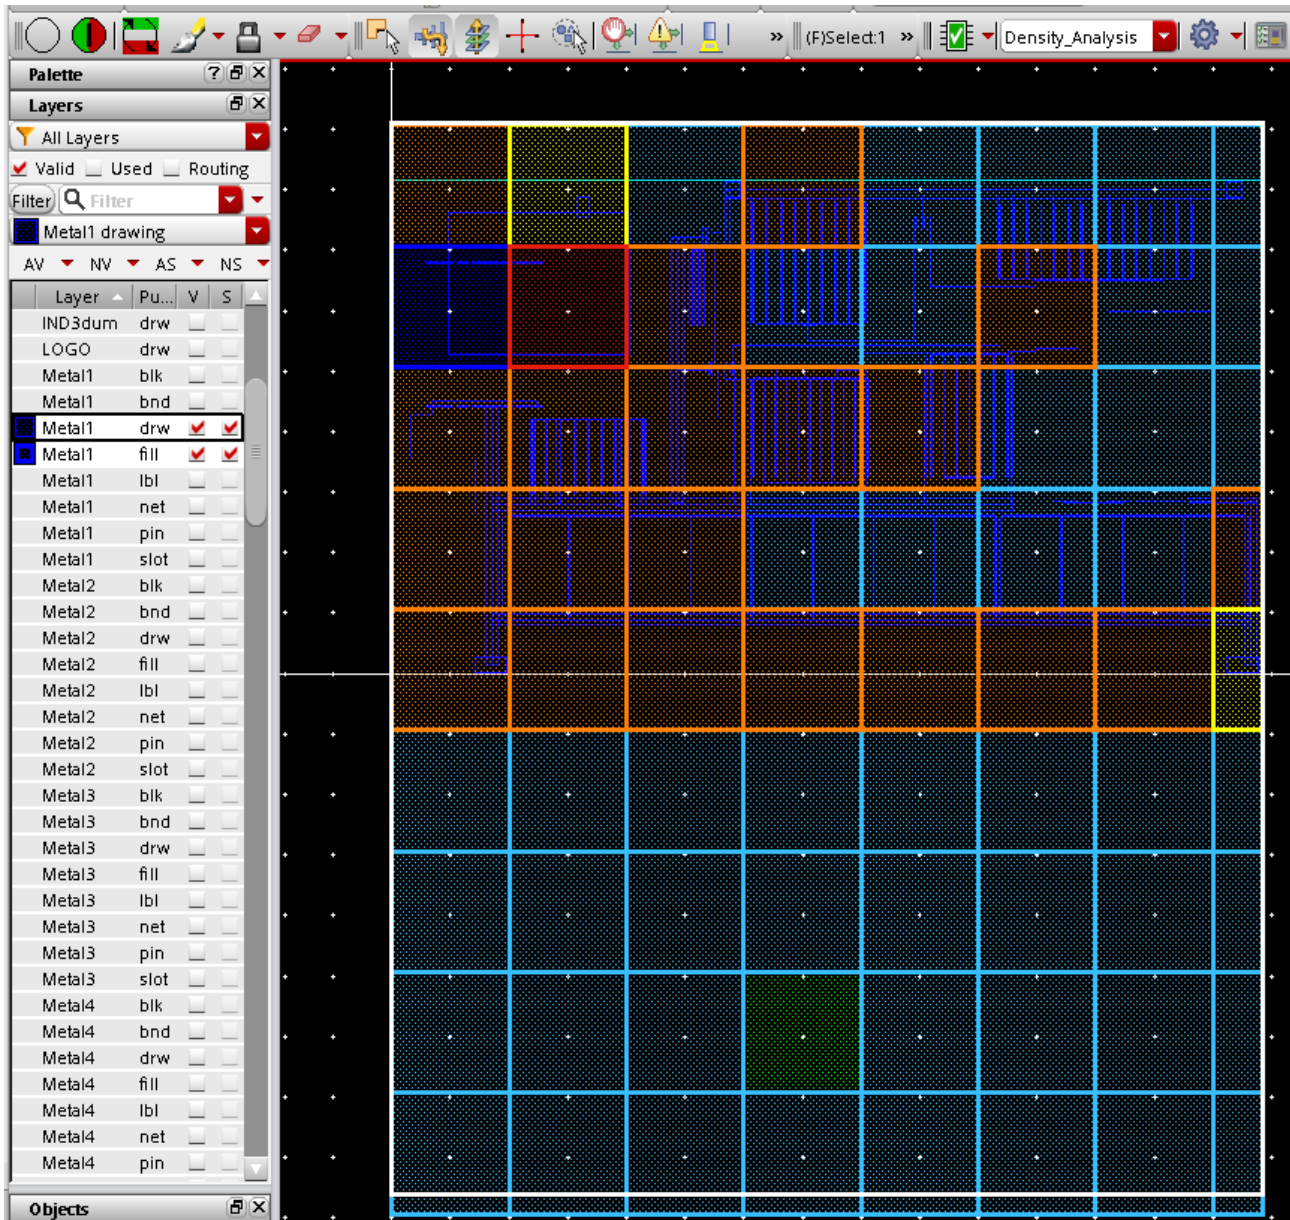 » (F)Select:1 » Density_Analysis
Palette ?
Layers
All Layers
Valid Used Routing
Filter Filter
Metal1 drawing
AV NV AS NS
Layer Pu... V S
IND3dum drw
LOGO drw
Metal1 blk
Metal1 bnd
Metal1 drw
Metal1 fill
Metal1 lbl
Metal1 net
Metal1 pin
Metal1 slot
Metal2 blk
Metal2 bnd
Metal2 drw
Metal2 fill
Metal2 lbl
Metal2 net
Metal2 pin
Metal2 slot
Metal3 blk
Metal3 bnd
Metal3 drw
Metal3 fill
Metal3 lbl
Metal3 net
Metal3 pin
Metal3 slot
Metal4 blk
Metal4 bnd
Metal4 drw
Metal4 fill
Metal4 lbl
Metal4 net
Metal4 pin
Objects